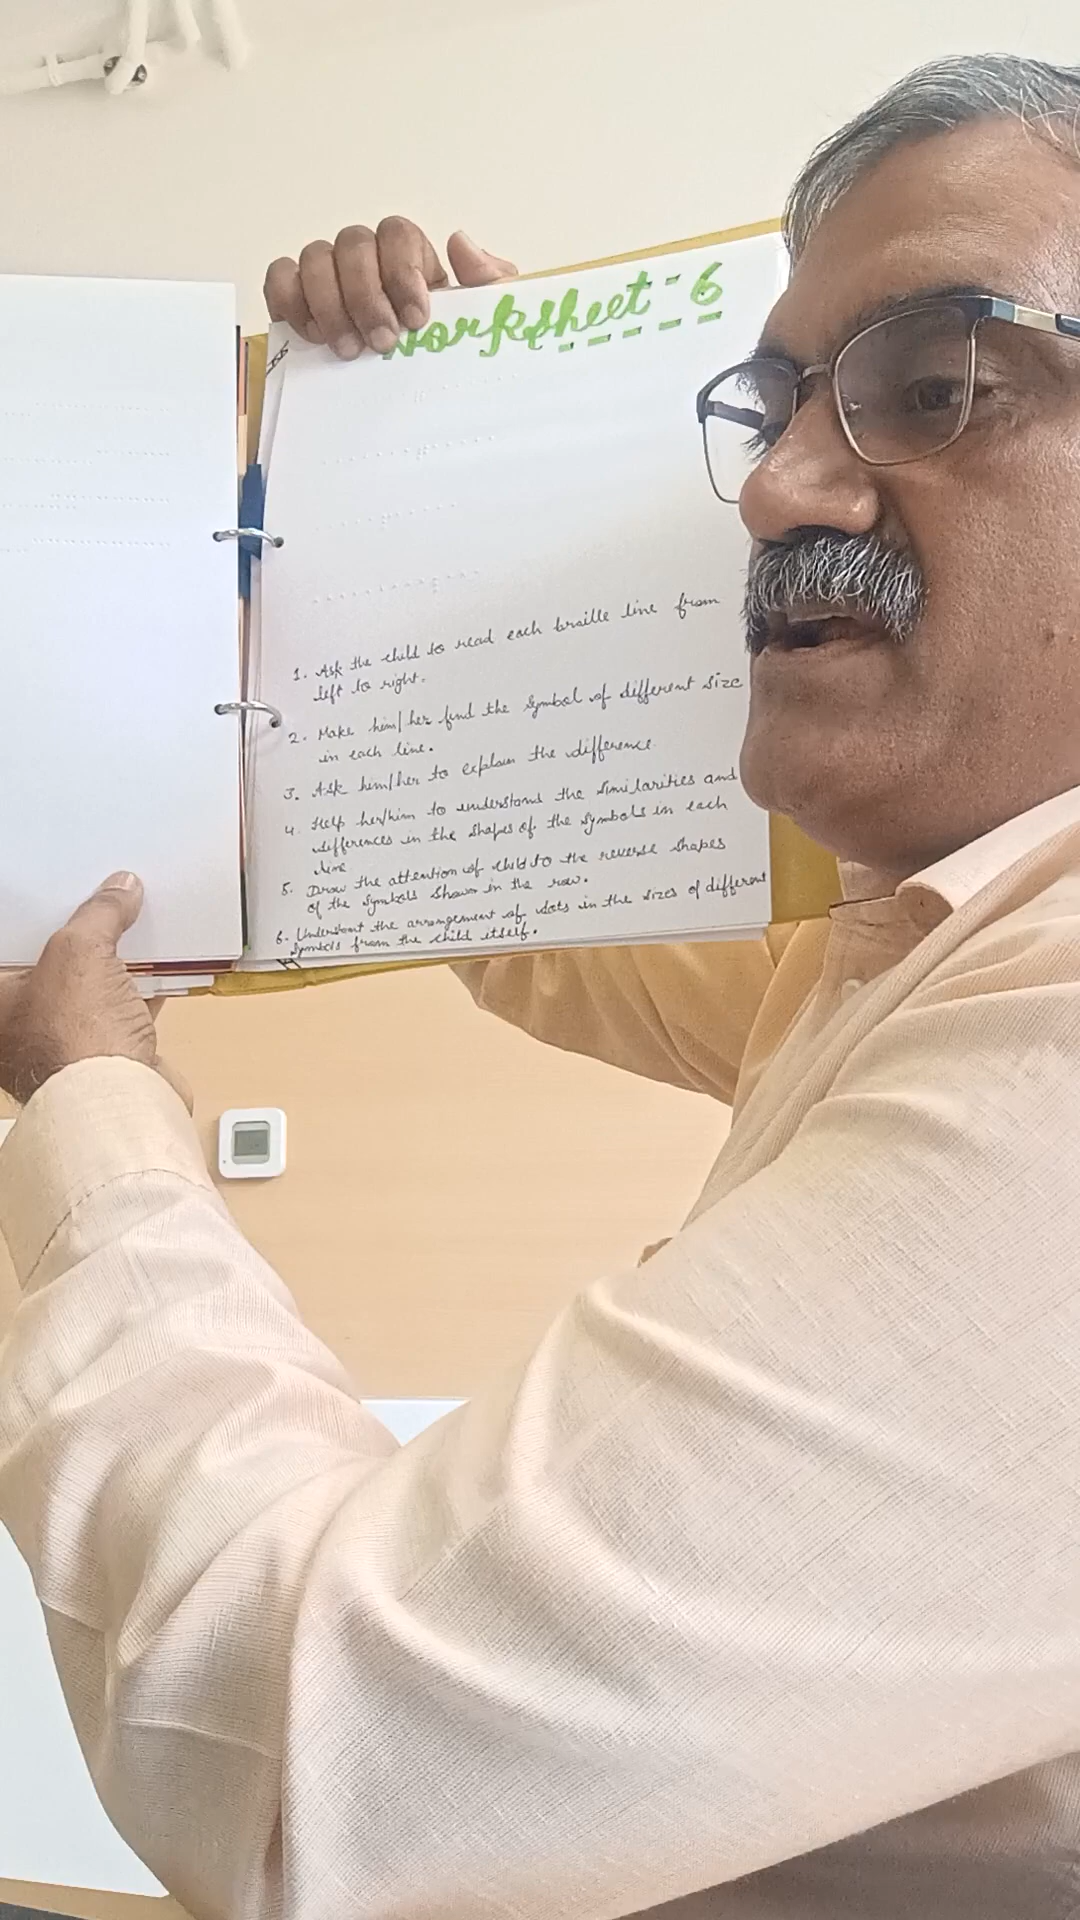 Worksheet - 6
1. Ask the child to read each braille line from
left to right.
2. Make him/her find the symbol of different size
in each line.
3. Ask him/her to explain the difference.
4. Help her/him to understand the similarities and
differences in the shapes of the symbols in each
line.
5. Draw the attention of child to the reverse shapes
of the symbols shown in the row.
6. Understant the arrangement of dots in the sizes of different
symbols from the child itself.